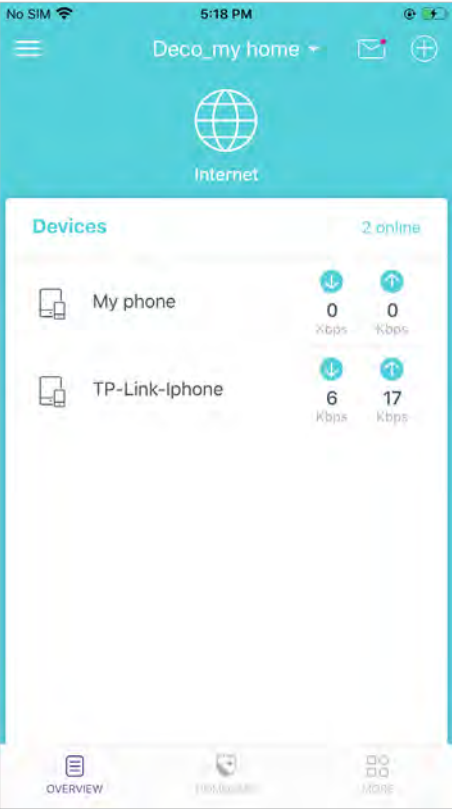 No SIM 5:18 PM
Deco_my home
Internet
Devices 2 online
My phone 0 0
Kbps Kbps
TP-Link-Iphone 6 17
Kbps Kbps
OVERVIEW MORE